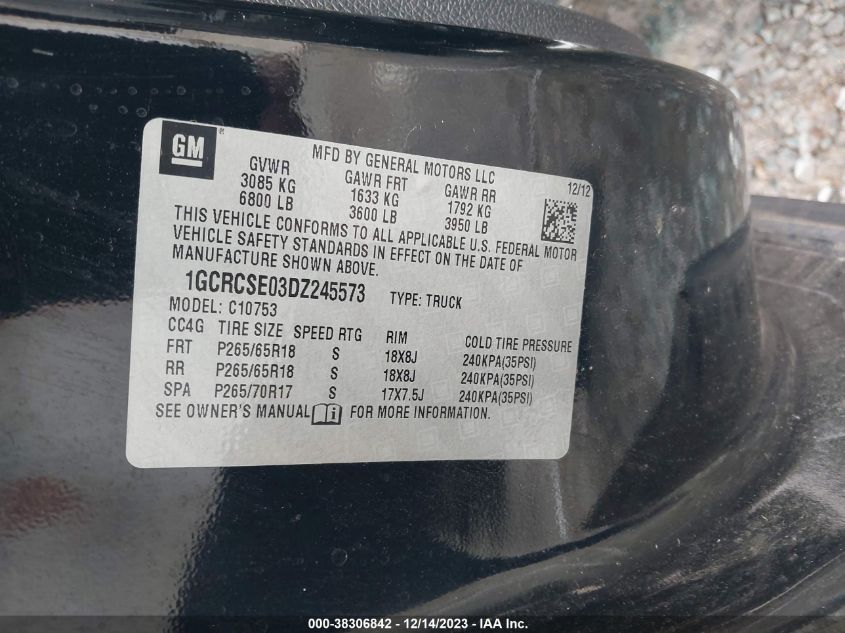 GM
MFD BY GENERAL MOTORS LLC
12/12
GVWR GAWR FRT GAWR RR
3085 KG 1633 KG 1792 KG
6800 LB 3600 LB 3950 LB
THIS VEHICLE CONFORMS TO ALL APPLICABLE U.S. FEDERAL MOTOR
VEHICLE SAFETY STANDARDS IN EFFECT ON THE DATE OF
MANUFACTURE SHOWN ABOVE.
1GCRCSE03DZ245573 TYPE: TRUCK
MODEL: C10753
CC4G TIRE SIZE SPEED RTG RIM COLD TIRE PRESSURE
FRT P265/65R18 S 18X8J 240KPA(35PSI)
RR P265/65R18 S 18X8J 240KPA(35PSI)
SPA P265/70R17 S 17X7.5J 240KPA(35PSI)
SEE OWNER'S MANUAL i FOR MORE INFORMATION.
000-38306842 - 12/14/2023 - IAA Inc.